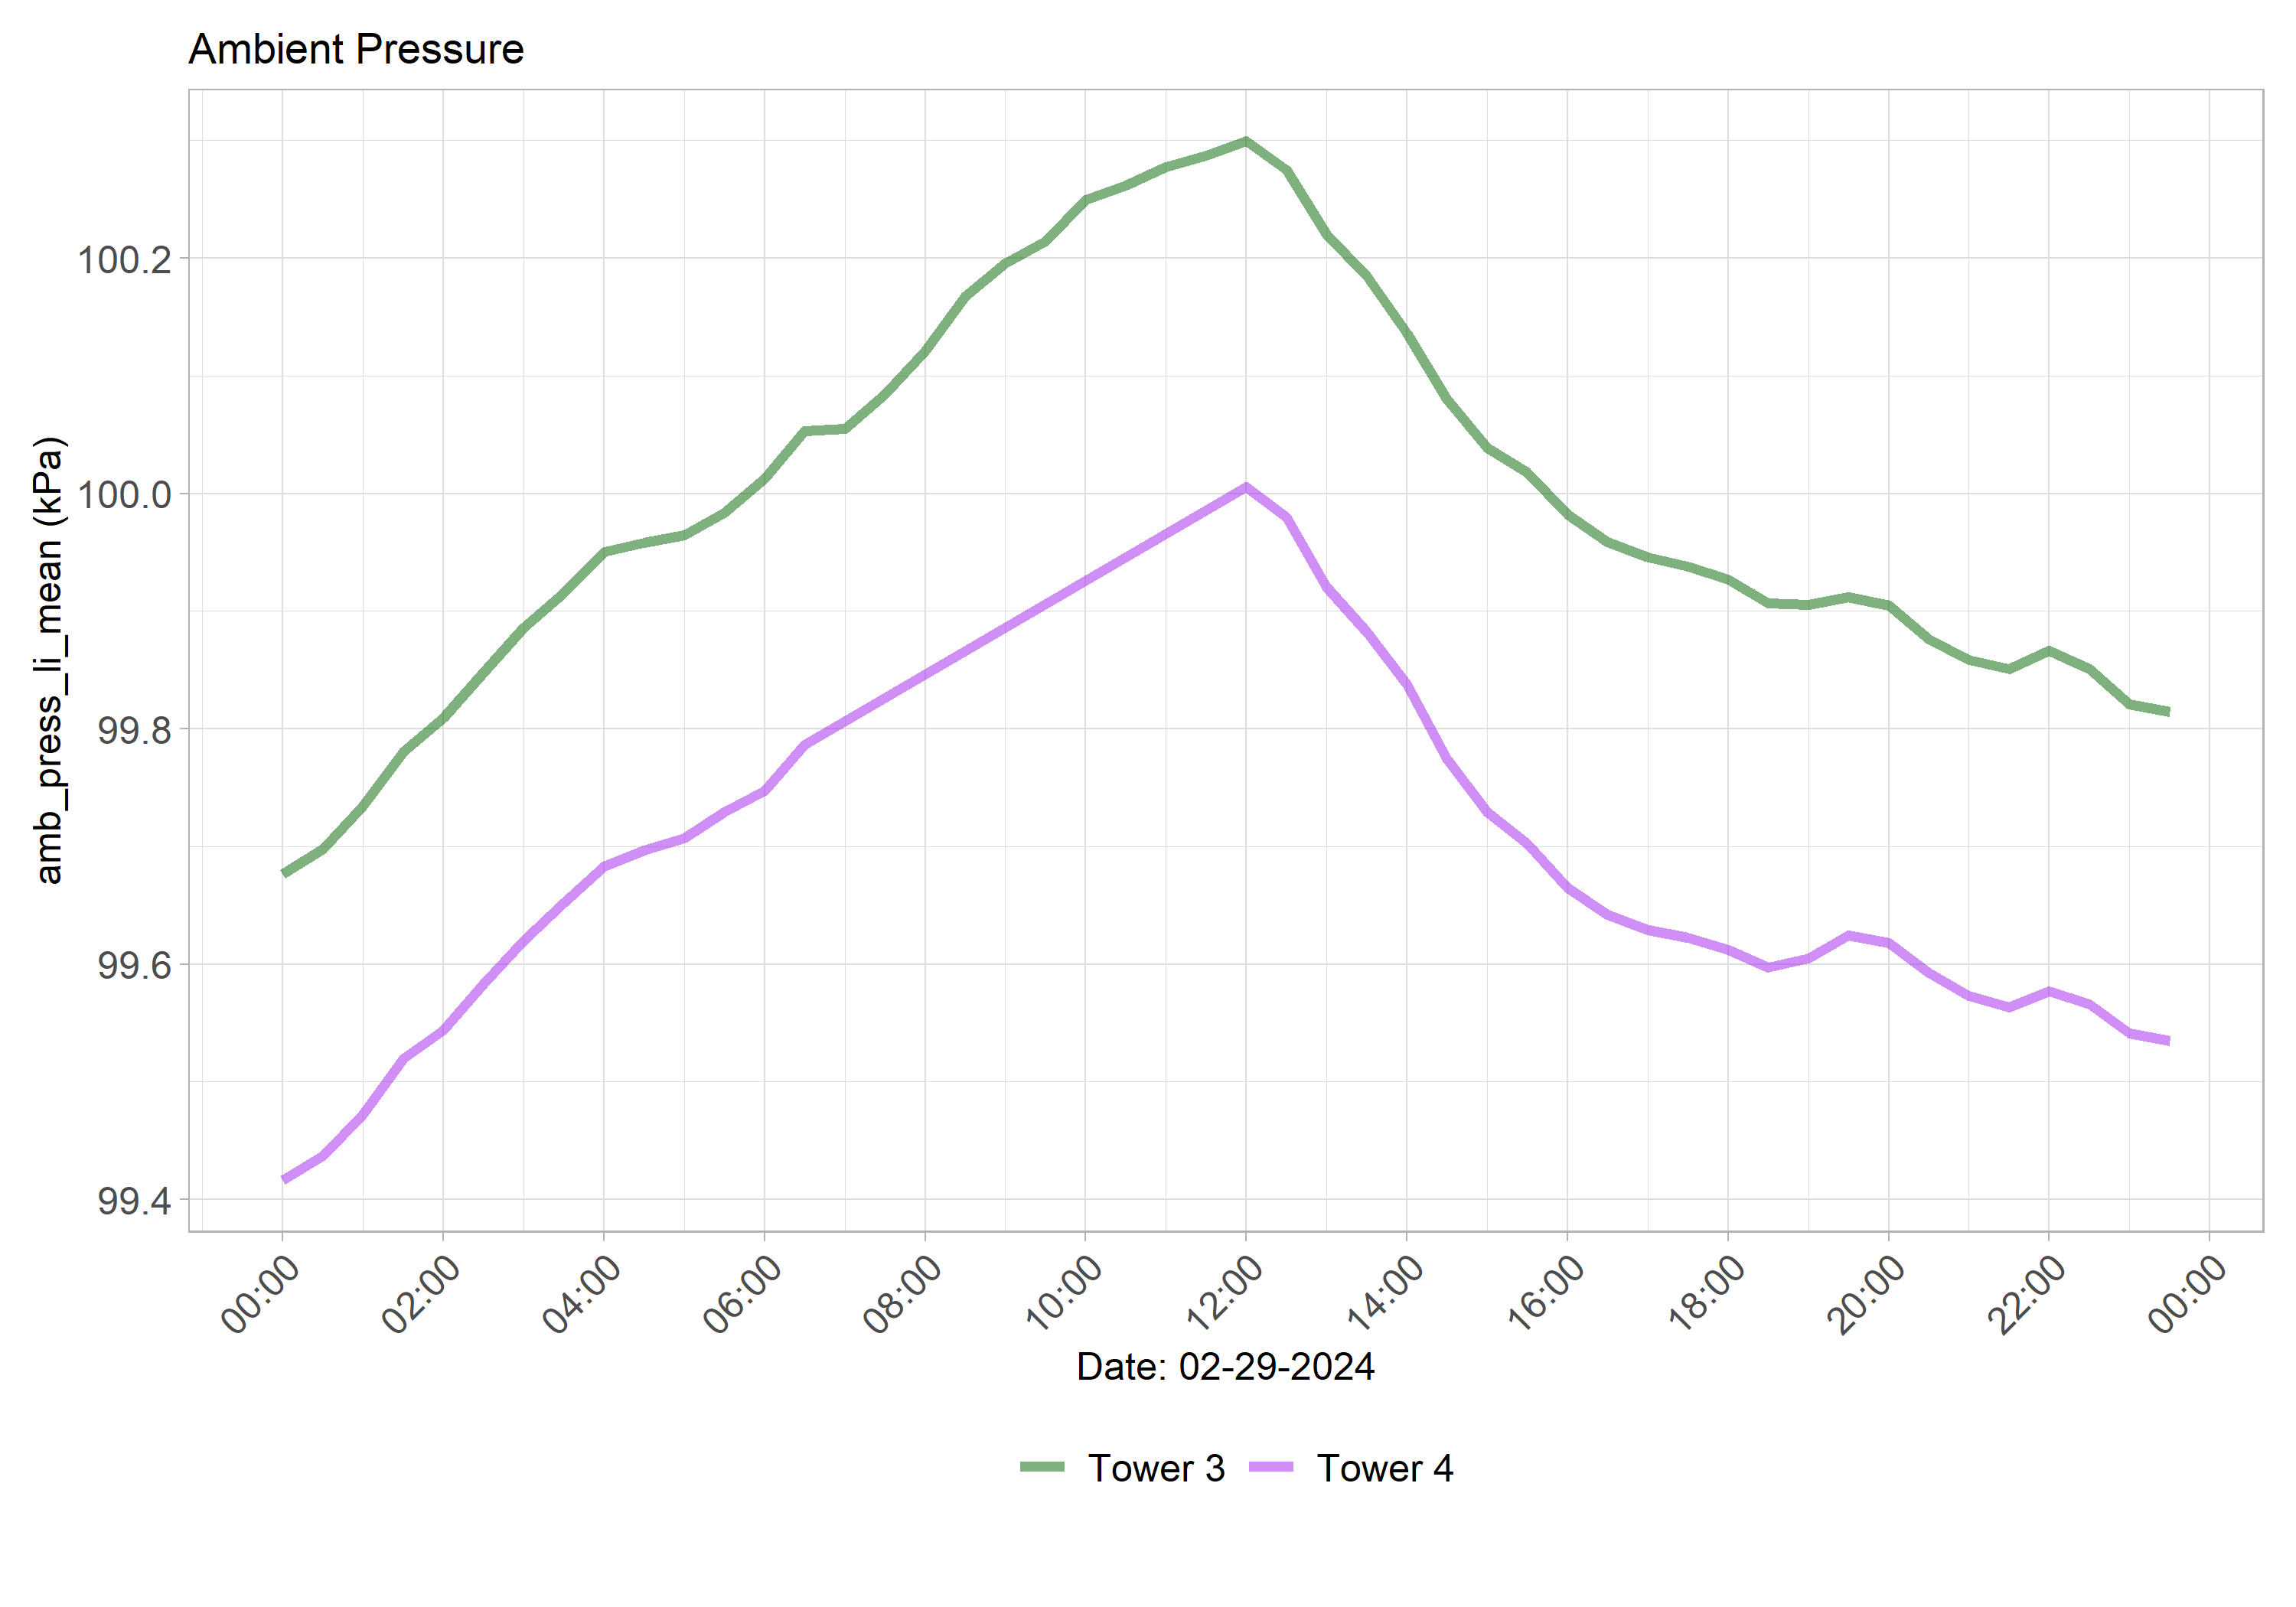 Ambient Pressure
amb_press_li_mean (kPa)
100.2
100.0
99.8
99.6
99.4
00:00 02:00 04:00 06:00 08:00 10:00 12:00 14:00 16:00 18:00 20:00 22:00 00:00
Date: 02-29-2024
Tower 3 Tower 4